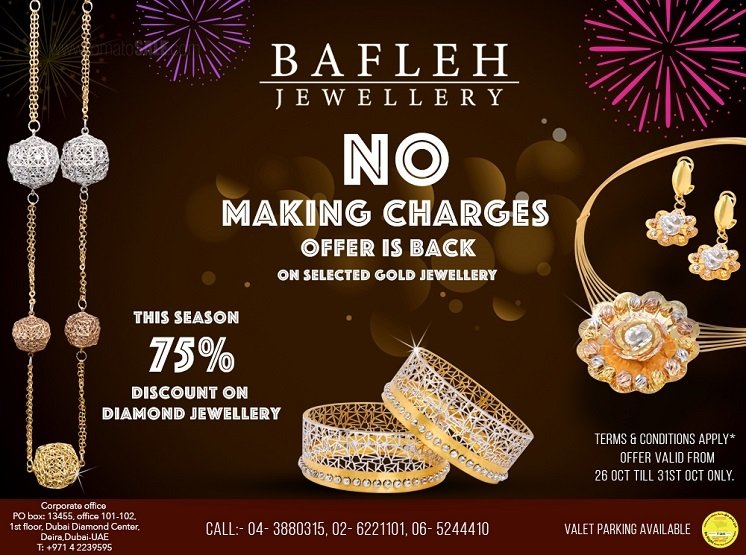 BAFLEH
JEWELLERY
NO
MAKING CHARGES
OFFER IS BACK
ON SELECTED GOLD JEWELLERY
THIS SEASON
75%
DISCOUNT ON
DIAMOND JEWELLERY
TERMS & CONDITIONS APPLY*
OFFER VALID FROM
26 OCT TILL 31ST OCT ONLY.
Corporate office
PO box: 13455, office 101-102,
1st floor, Dubai Diamond Center,
Deira,Dubai-UAE
T: +971 4 2239595
CALL:- 04- 3880315, 02- 6221101, 06- 5244410
VALET PARKING AVAILABLE